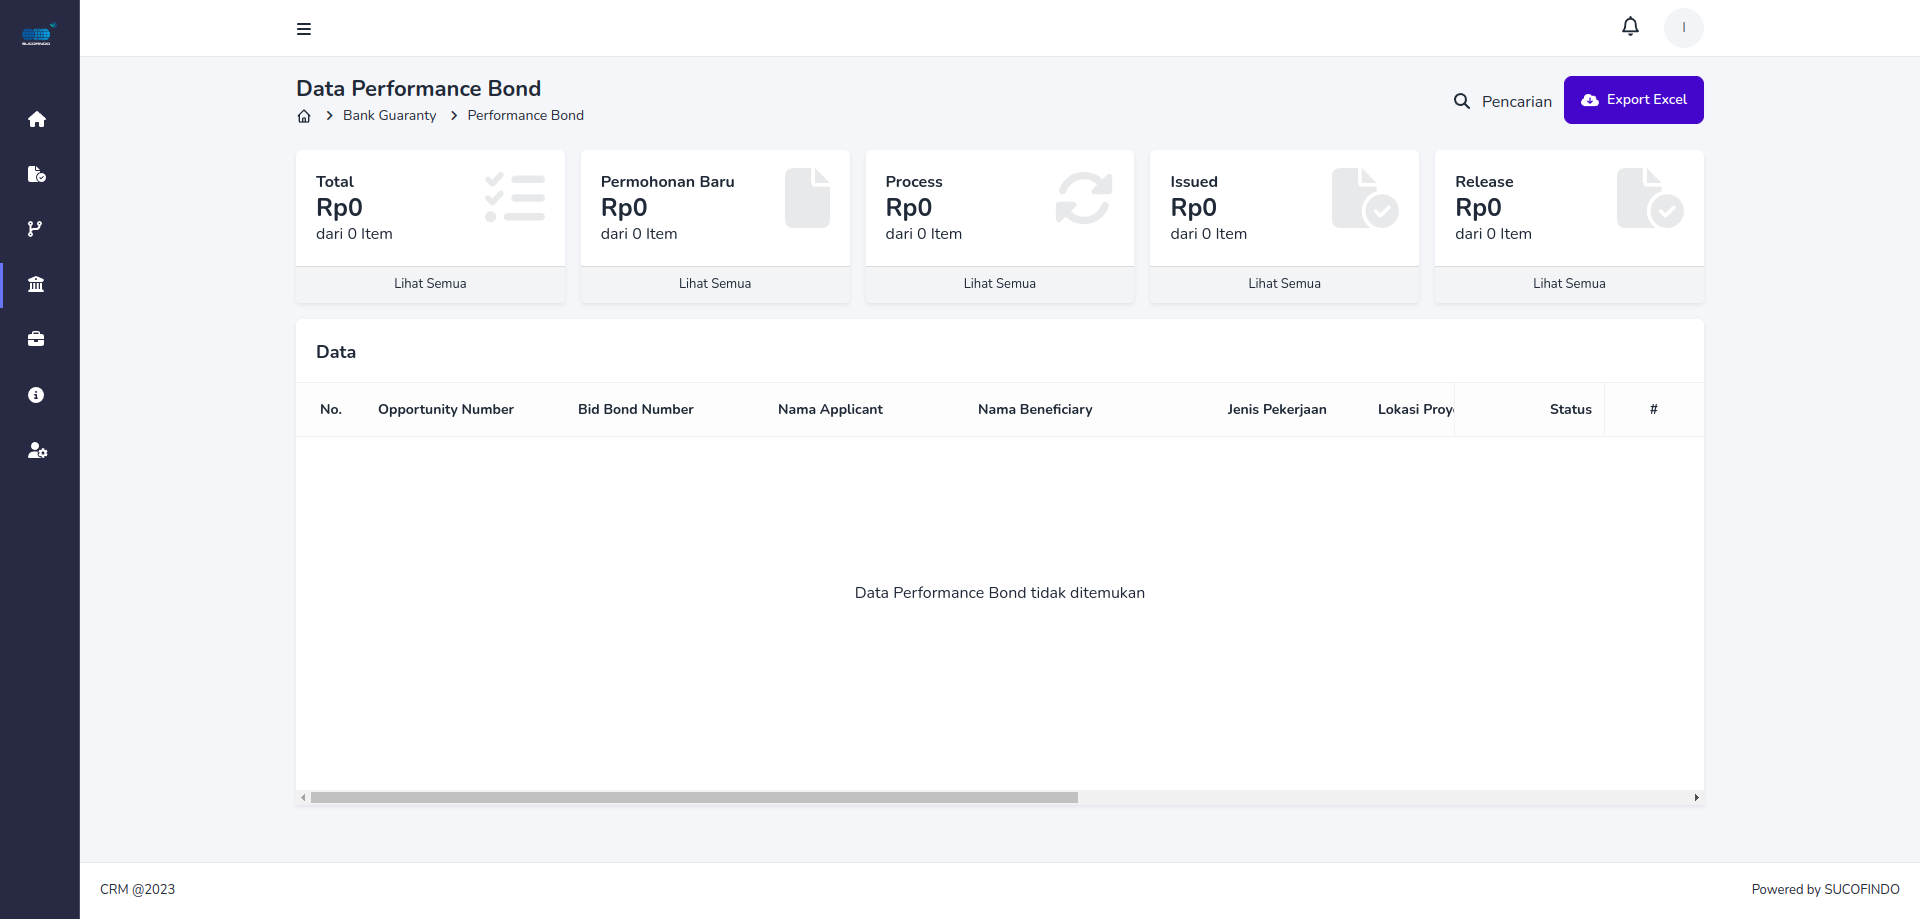 SUCOFINDO
I
Data Performance Bond
Bank Guaranty
Performance Bond
Pencarian
Export Excel
Total
Rp0
dari 0 Item
Lihat Semua
Permohonan Baru
Rp0
dari 0 Item
Lihat Semua
Process
Rp0
dari 0 Item
Lihat Semua
Issued
Rp0
dari 0 Item
Lihat Semua
Release
Rp0
dari 0 Item
Lihat Semua
Data
No. Opportunity Number Bid Bond Number Nama Applicant Nama Beneficiary Jenis Pekerjaan Lokasi Proy Status #
Data Performance Bond tidak ditemukan
CRM @2023
Powered by SUCOFINDO